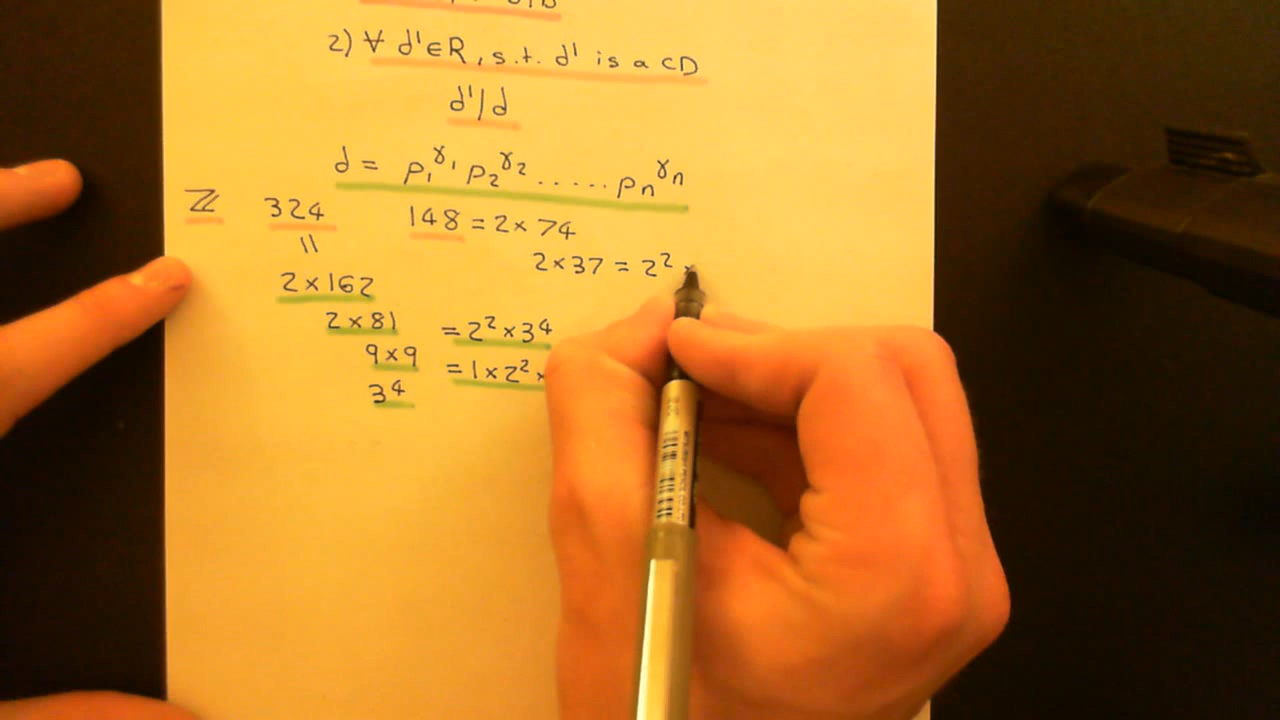 2) ∀ d'∈R, s.t. d' is a CD
d'/d
d = p₁^γ₁ p₂^γ₂ ...... pₙ^γₙ
ℤ 324 148 = 2×74
=
2×37 = 2² ×
2×162
2×81 = 2²×3⁴
9×9 = 1×2²×
3⁴